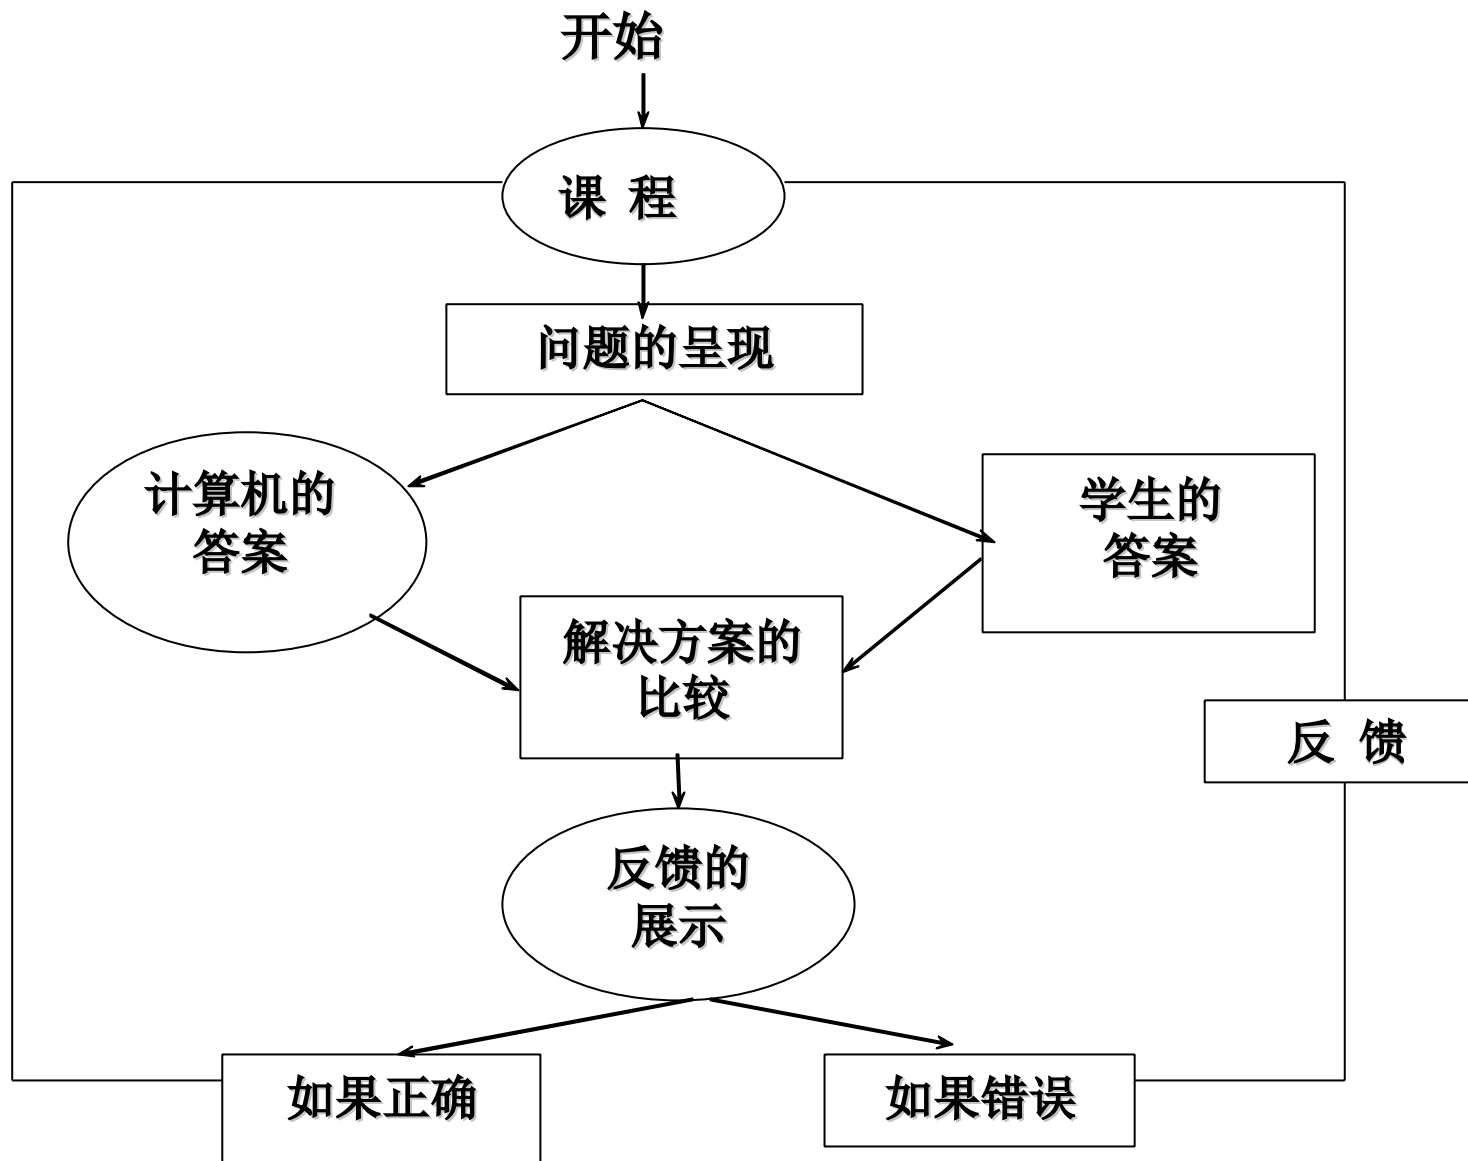 开始
课 程
问题的呈现
计算机的
答案
学生的
答案
解决方案的
比较
反 馈
反馈的
展示
如果正确
如果错误